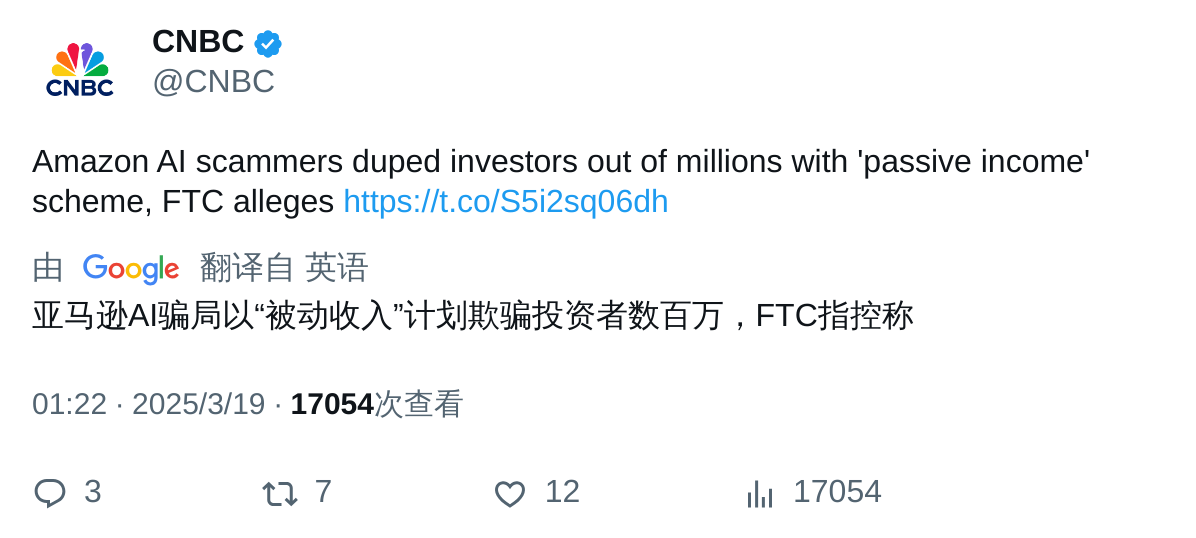 CNBC
@CNBC
CNBC
Amazon AI scammers duped investors out of millions with 'passive income'
scheme, FTC alleges https://t.co/S5i2sq06dh
由 Google 翻译自 英语
亚马逊AI骗局以“被动收入”计划欺骗投资者数百万，FTC指控称
01:22 · 2025/3/19 · 17054次查看
3 7 12 17054